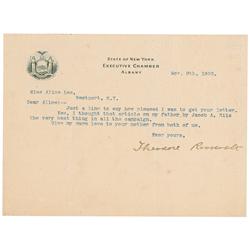 STATE OF NEW YORK
EXECUTIVE CHAMBER
ALBANY
Nov. 8th, 1900.
Miss Alice Lee,
Westport, N.Y.
Dear Alice:-
Just a line to say how pleased I was to get your letter.
Yes, I thought that article on my father by Jacob A. Riis
the very best thing in all the campaign.
Give my warm love to your mother from both of us.
Ever yours,
Theodore Roosevelt